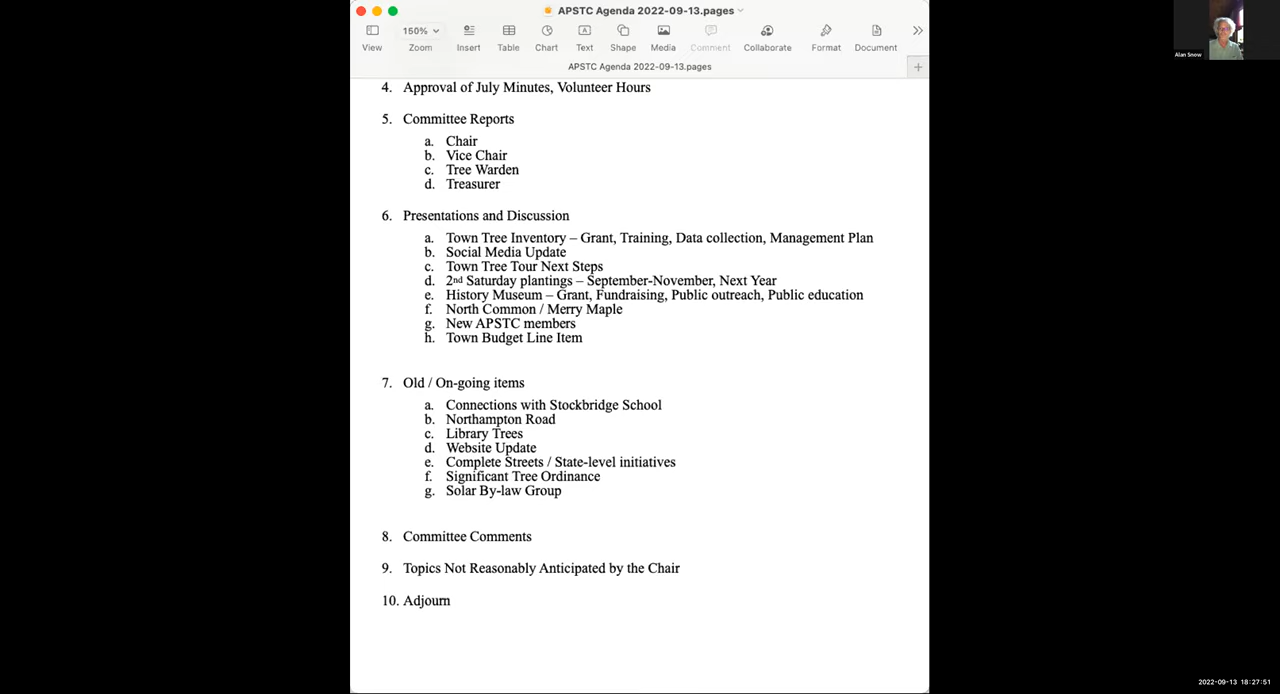 APSTC Agenda 2022-09-13.pages
150%
View
Zoom
Insert
Table
Chart
Text
Shape
Media
Comment
Collaborate
Format
Document
APSTC Agenda 2022-09-13.pages
4. Approval of July Minutes, Volunteer Hours
5. Committee Reports
a. Chair
b. Vice Chair
c. Tree Warden
d. Treasurer
6. Presentations and Discussion
a. Town Tree Inventory – Grant, Training, Data collection, Management Plan
b. Social Media Update
c. Town Tree Tour Next Steps
d. 2nd Saturday plantings – September-November, Next Year
e. History Museum – Grant, Fundraising, Public outreach, Public education
f. North Common / Merry Maple
g. New APSTC members
h. Town Budget Line Item
7. Old / On-going items
a. Connections with Stockbridge School
b. Northampton Road
c. Library Trees
d. Website Update
e. Complete Streets / State-level initiatives
f. Significant Tree Ordinance
g. Solar By-law Group
8. Committee Comments
9. Topics Not Reasonably Anticipated by the Chair
10. Adjourn
Alan Snow
2022-09-13 18:27:51